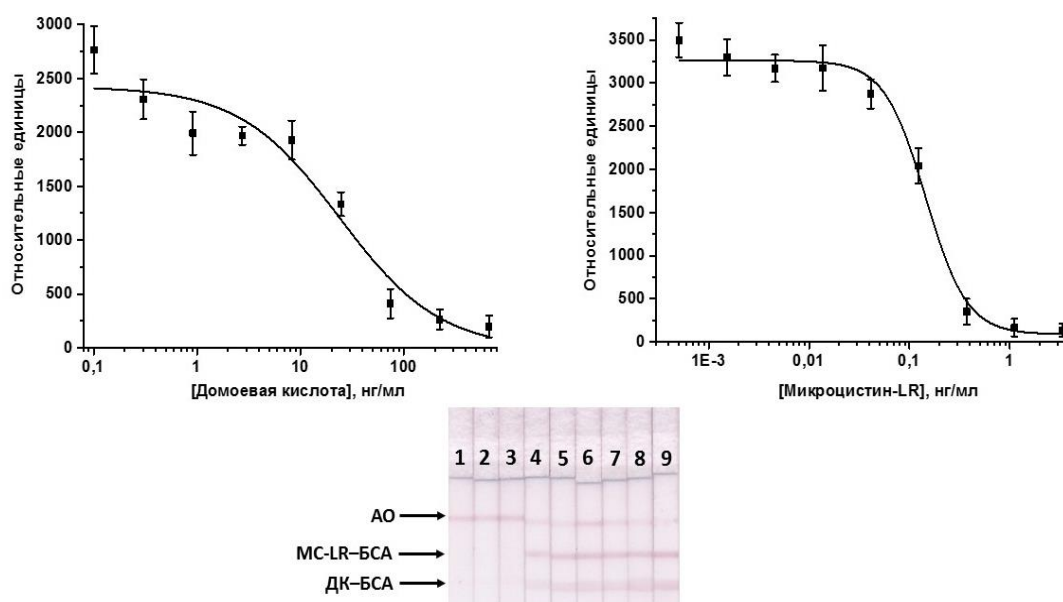 3000
2500
2000
1500
1000
500
0
Относительные единицы
0,1 1 10 100
[Домоевая кислота], нг/мл
3500
3000
2500
2000
1500
1000
500
0
Относительные единицы
1E-3 0,01 0,1 1
[Микроцистин-LR], нг/мл
1 2 3 4 5 6 7 8 9
АО
MC-LR–БСА
ДК–БСА